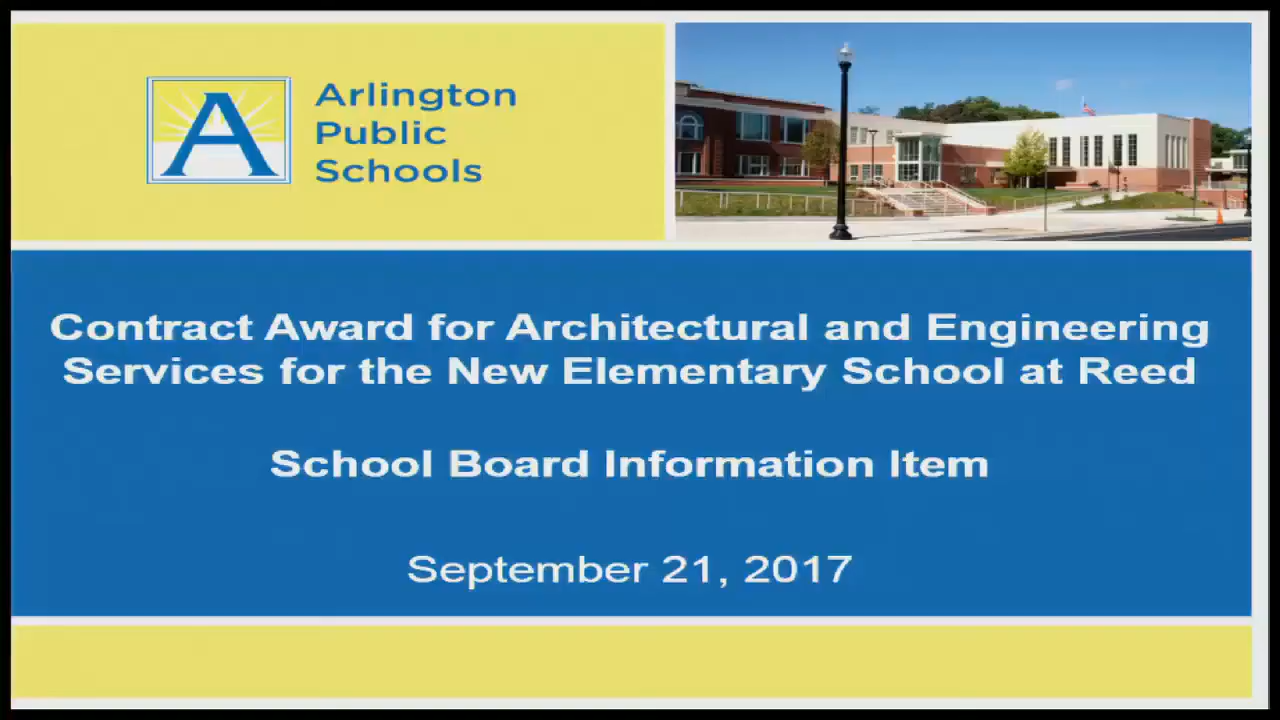 A
Arlington
Public
Schools
Contract Award for Architectural and Engineering
Services for the New Elementary School at Reed
School Board Information Item
September 21, 2017